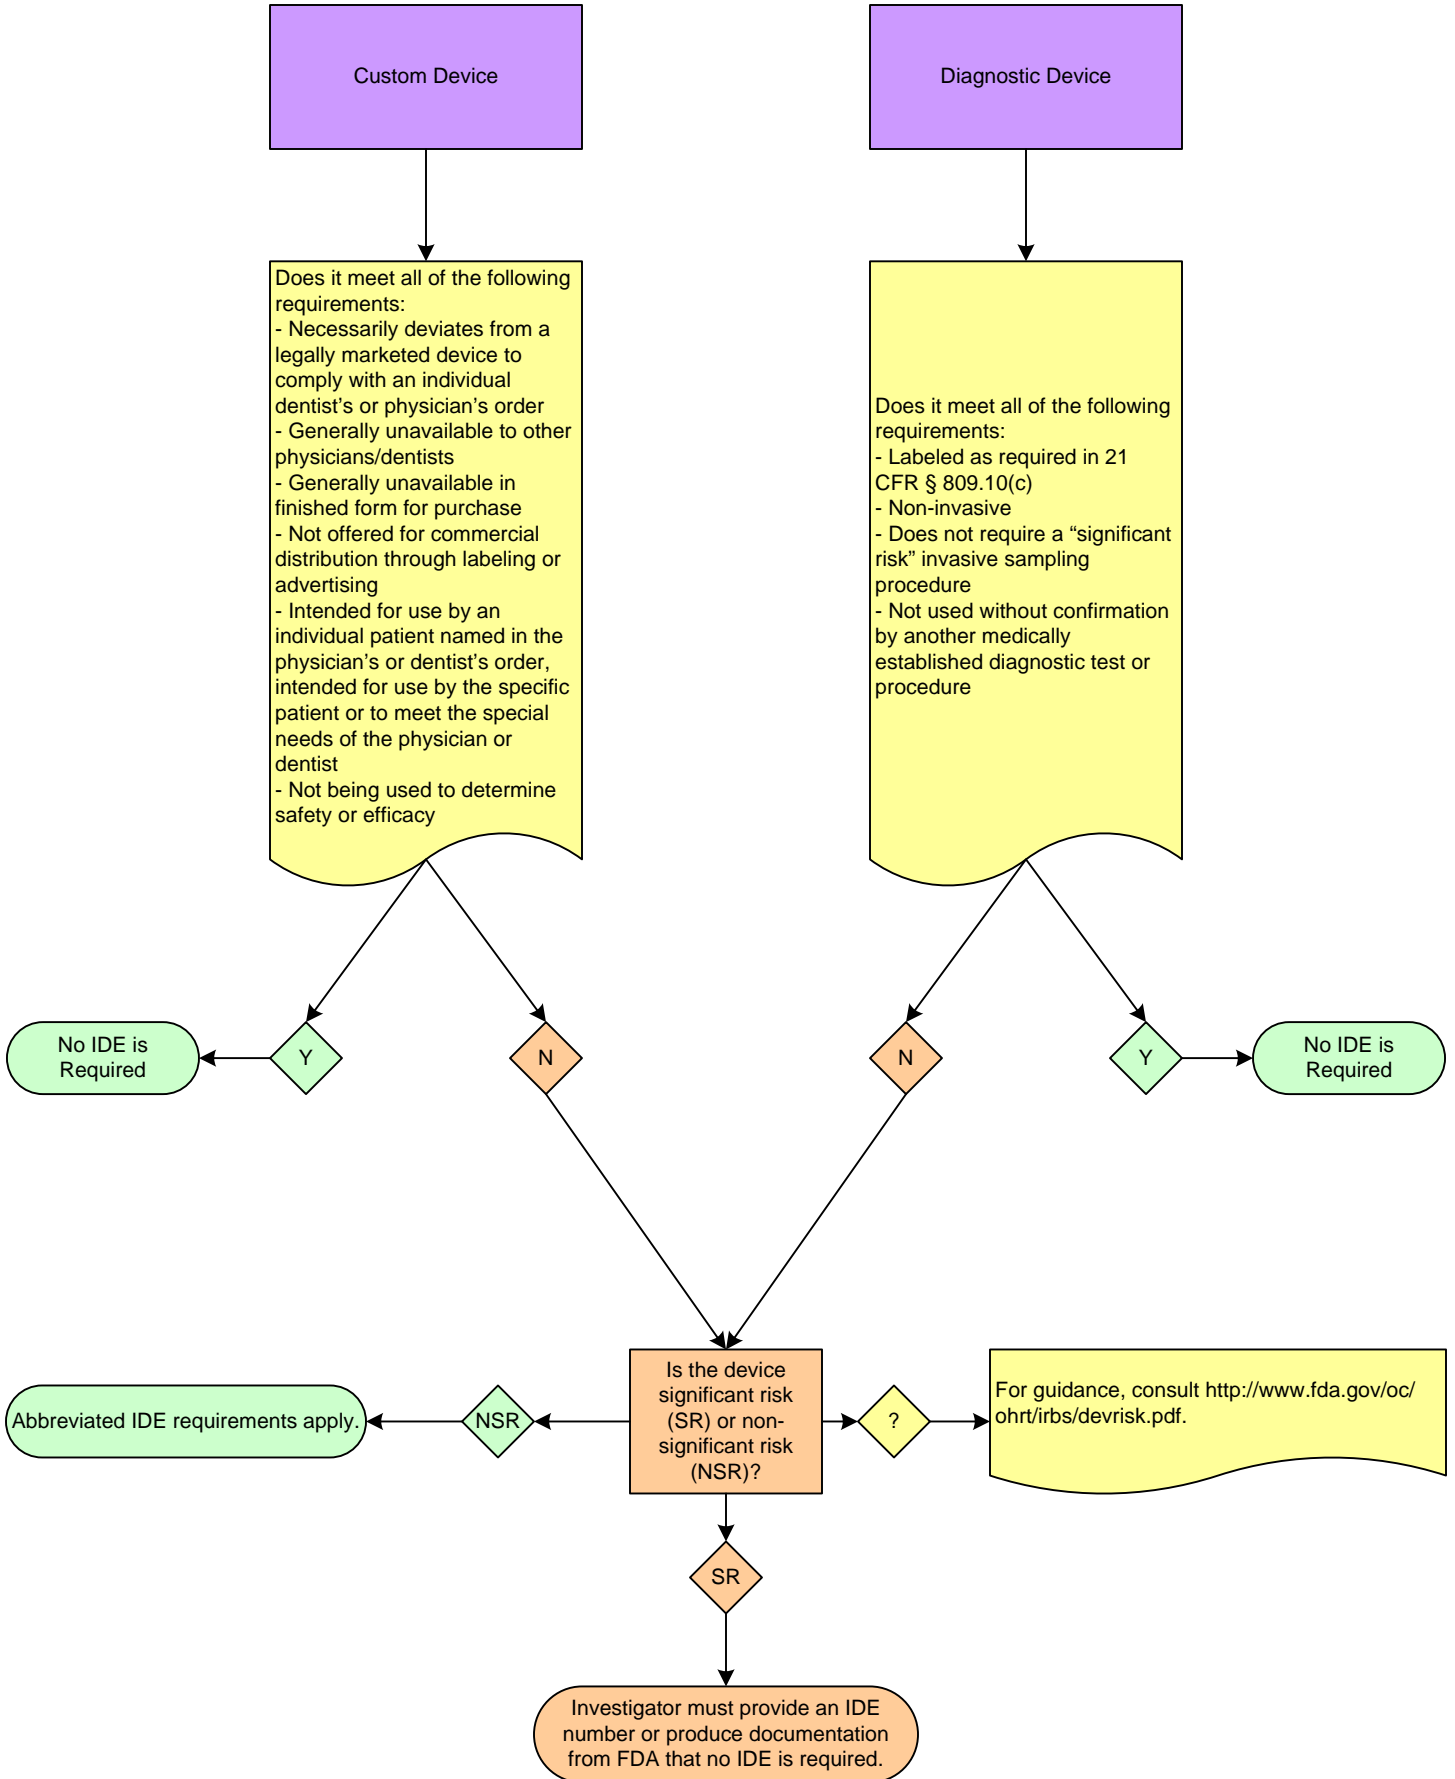 Custom Device
Diagnostic Device
Does it meet all of the following
requirements:
- Necessarily deviates from a
legally marketed device to
comply with an individual
dentist's or physician's order
- Generally unavailable to other
physicians/dentists
- Generally unavailable in
finished form for purchase
- Not offered for commercial
distribution through labeling or
advertising
- Intended for use by an
individual patient named in the
physician's or dentist's order,
intended for use by the specific
patient or to meet the special
needs of the physician or
dentist
- Not being used to determine
safety or efficacy
Does it meet all of the following
requirements:
- Labeled as required in 21
CFR § 809.10(c)
- Non-invasive
- Does not require a “significant
risk” invasive sampling
procedure
- Not used without confirmation
by another medically
established diagnostic test or
procedure
No IDE is
Required
Y
N
N
Y
No IDE is
Required
Abbreviated IDE requirements apply.
NSR
Is the device
significant risk
(SR) or non-
significant risk
(NSR)?
?
For guidance, consult http://www.fda.gov/oc/
ohrt/irbs/devrisk.pdf.
SR
Investigator must provide an IDE
number or produce documentation
from FDA that no IDE is required.